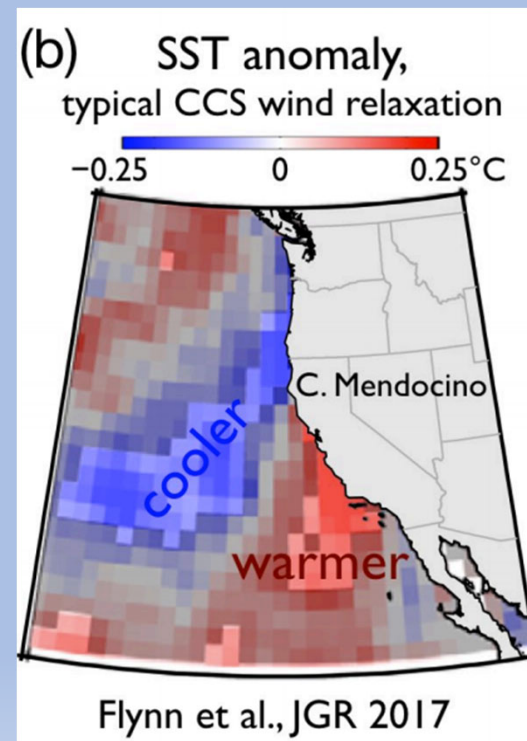 (b) SST anomaly,
typical CCS wind relaxation
−0.25 0 0.25°C
C. Mendocino
cooler
warmer
Flynn et al., JGR 2017